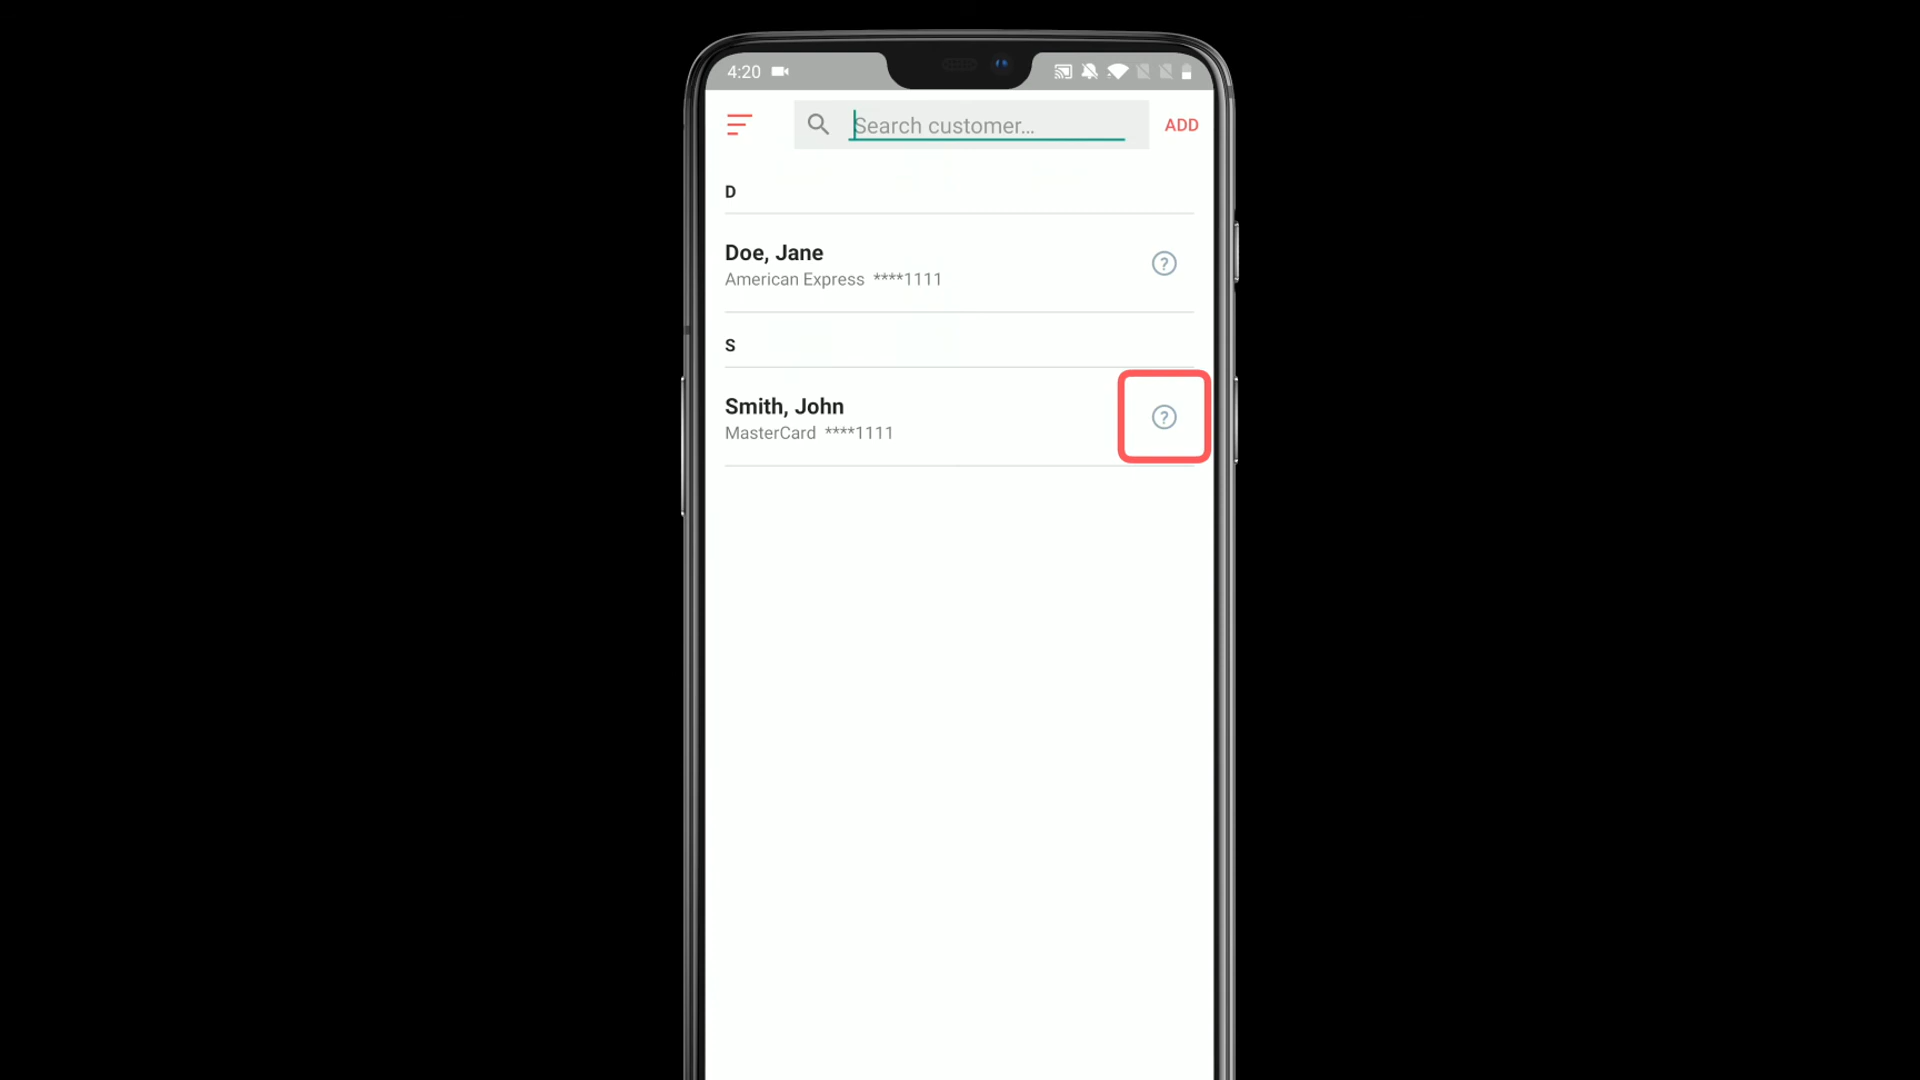 4:20
Search customer...
ADD
D
Doe, Jane
American Express ****1111
?
S
Smith, John
MasterCard ****1111
?